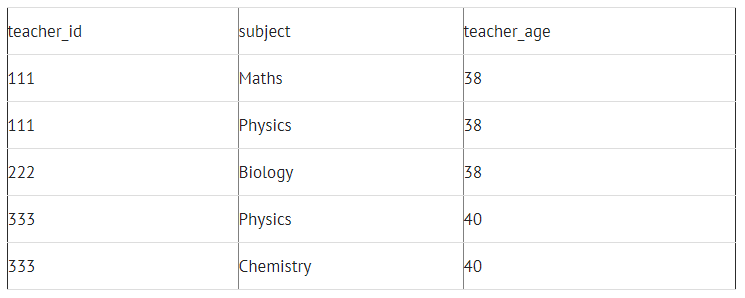 teacher_id subject teacher_age
111 Maths 38
111 Physics 38
222 Biology 38
333 Physics 40
333 Chemistry 40